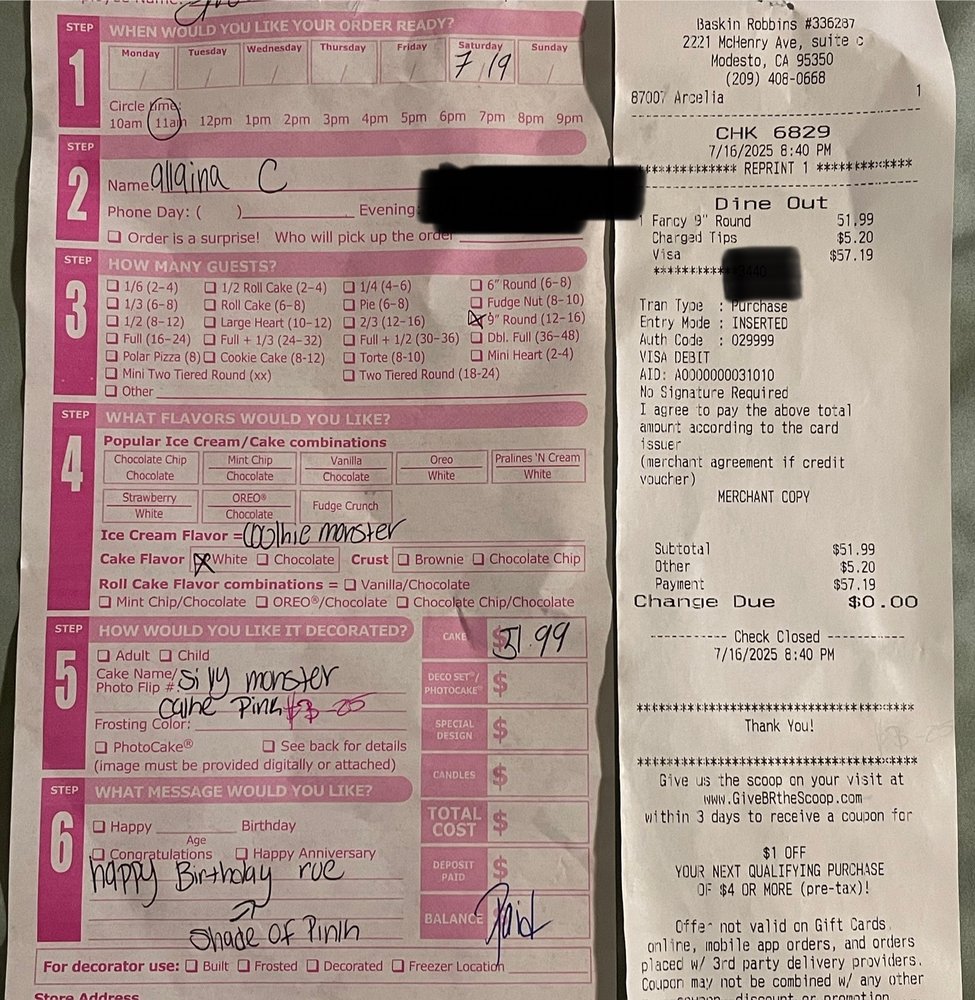 STEP 1 WHEN WOULD YOU LIKE YOUR ORDER READY?
Monday Tuesday Wednesday Thursday Friday Saturday Sunday
/ / / / / 7/19 /
Circle time:
10am 11am 12pm 1pm 2pm 3pm 4pm 5pm 6pm 7pm 8pm 9pm
STEP 2
Name allaina C
Phone Day: ( ) Evening:
☐ Order is a surprise! Who will pick up the order
STEP 3 HOW MANY GUESTS?
☐ 1/6 (2-4) ☐ 1/2 Roll Cake (2-4) ☐ 1/4 (4-6) ☐ 6" Round (6-8)
☐ 1/3 (6-8) ☐ Roll Cake (6-8) ☐ Pie (6-8) ☐ Fudge Nut (8-10)
☐ 1/2 (8-12) ☐ Large Heart (10-12) ☐ 2/3 (12-16) ☒ 9" Round (12-16)
☐ Full (16-24) ☐ Full + 1/3 (24-32) ☐ Full + 1/2 (30-36) ☐ Dbl. Full (36-48)
☐ Polar Pizza (8) ☐ Cookie Cake (8-12) ☐ Torte (8-10) ☐ Mini Heart (2-4)
☐ Mini Two Tiered Round (xx) ☐ Two Tiered Round (18-24)
☐ Other
STEP 4 WHAT FLAVORS WOULD YOU LIKE?
Popular Ice Cream/Cake combinations
Chocolate Chip Mint Chip Vanilla Oreo Pralines 'N Cream
Chocolate Chocolate Chocolate White White
Strawberry OREO® Fudge Crunch
White Chocolate
Ice Cream Flavor = Coolhie monster
Cake Flavor ☒ White ☐ Chocolate Crust ☐ Brownie ☐ Chocolate Chip
Roll Cake Flavor combinations = ☐ Vanilla/Chocolate
☐ Mint Chip/Chocolate ☐ OREO®/Chocolate ☐ Chocolate Chip/Chocolate
STEP 5 HOW WOULD YOU LIKE IT DECORATED?
☐ Adult ☐ Child
Cake Name/
Photo Flip # silly monster
cake Pink
Frosting Color:
☐ PhotoCake® ☐ See back for details
(image must be provided digitally or attached)
CAKE $ 51.99
DECO SET®/
PHOTOCAKE® $
SPECIAL
DESIGN $
CANDLES $
TOTAL
COST $
DEPOSIT
PAID $
BALANCE $ Paid
STEP 6 WHAT MESSAGE WOULD YOU LIKE?
☐ Happy Birthday
Age
☐ Congratulations ☐ Happy Anniversary
happy Birthday roe
shade of Pink
For decorator use: ☐ Built ☐ Frosted ☐ Decorated ☐ Freezer Location
Store Address
Baskin Robbins #336287
2221 McHenry Ave, suite c
Modesto, CA 95350
(209) 408-0668
87007 Arcelia 1
CHK 6829
7/16/2025 8:40 PM
************ REPRINT 1 ************
Dine Out
1 Fancy 9" Round 51.99
Charged Tips $5.20
Visa $57.19
Tran Type : Purchase
Entry Mode : INSERTED
Auth Code : 029999
VISA DEBIT
AID: A0000000031010
No Signature Required
I agree to pay the above total
amount according to the card
issuer
(merchant agreement if credit
voucher)
MERCHANT COPY
Subtotal $51.99
Other $5.20
Payment $57.19
Change Due $0.00
---------- Check Closed ----------
7/16/2025 8:40 PM
***********************************
Thank You!
***********************************
Give us the scoop on your visit at
www.GiveBRtheScoop.com
within 3 days to receive a coupon for
$1 OFF
YOUR NEXT QUALIFYING PURCHASE
OF $4 OR MORE (pre-tax)!
Offer not valid on Gift Cards,
online, mobile app orders, and orders
placed w/ 3rd party delivery providers.
Coupon may not be combined w/ any other
coupon, discount or promotion